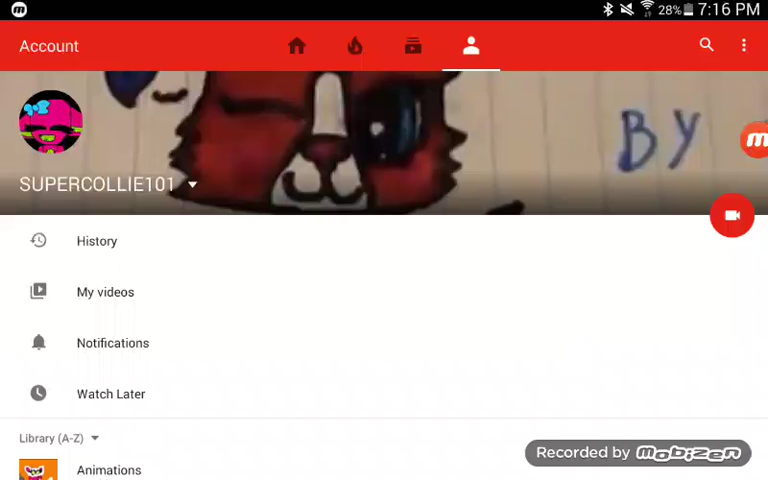 28% 7:16 PM
Account
BY
SUPERCOLLIE101
History
My videos
Notifications
Watch Later
Library (A-Z)
Animations
Recorded by mobizen